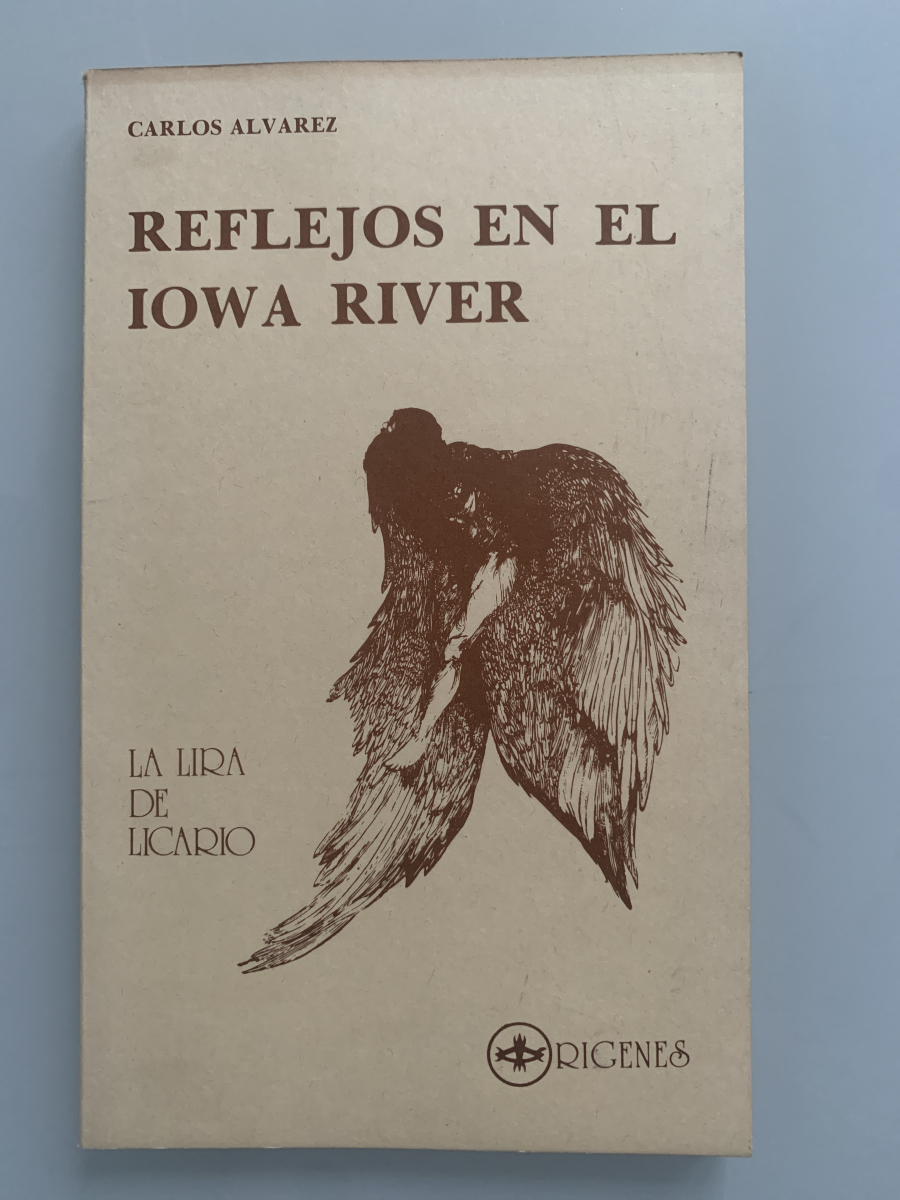 CARLOS ALVAREZ
REFLEJOS EN EL
IOWA RIVER
LA LIRA
DE
LICARIO
ORIGENES